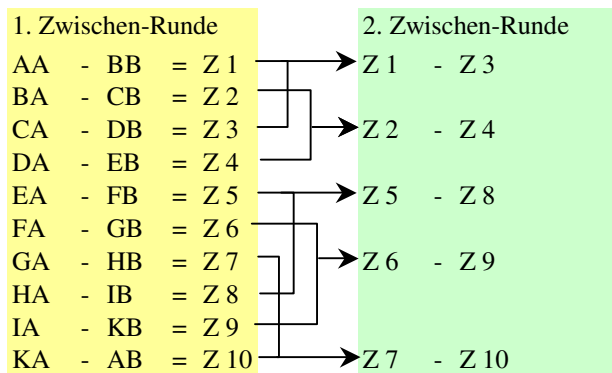 1. Zwischen-Runde
AA - BB = Z 1
BA - CB = Z 2
CA - DB = Z 3
DA - EB = Z 4
EA - FB = Z 5
FA - GB = Z 6
GA - HB = Z 7
HA - IB = Z 8
IA - KB = Z 9
KA - AB = Z 10
2. Zwischen-Runde
Z 1 - Z 3
Z 2 - Z 4
Z 5 - Z 8
Z 6 - Z 9
Z 7 - Z 10